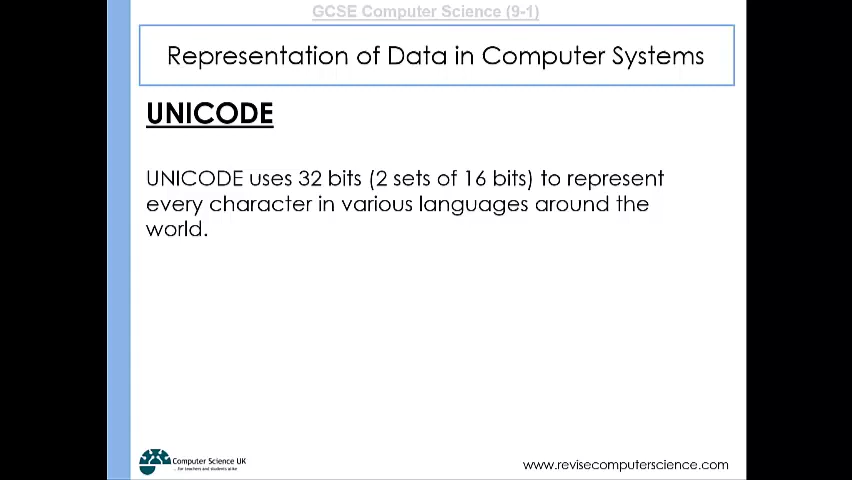 GCSE Computer Science (9-1)
Representation of Data in Computer Systems
UNICODE
UNICODE uses 32 bits (2 sets of 16 bits) to represent
every character in various languages around the
world.
Computer Science UK
... for teachers and students alike
www.revisecomputerscience.com